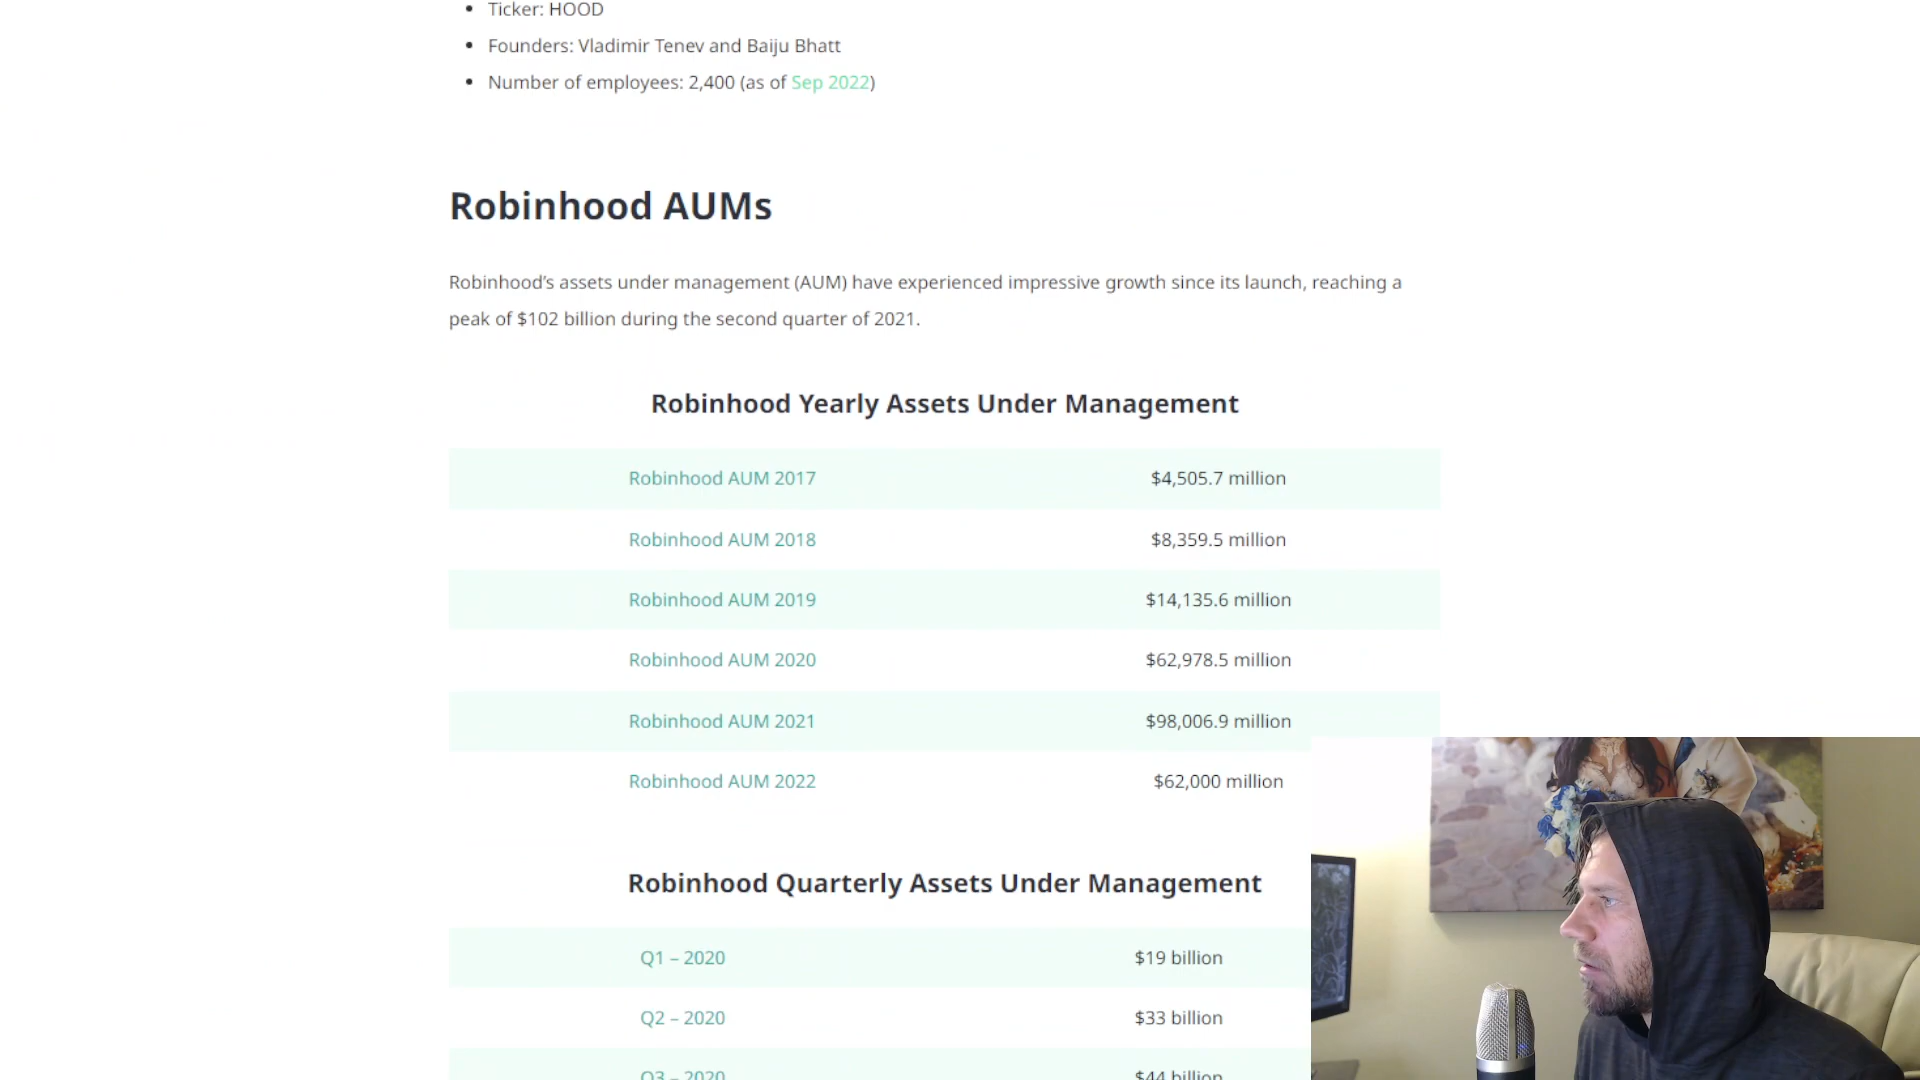 Ticker: HOOD
Founders: Vladimir Tenev and Baiju Bhatt
Number of employees: 2,400 (as of Sep 2022)
Robinhood AUMs
Robinhood’s assets under management (AUM) have experienced impressive growth since its launch, reaching a
peak of $102 billion during the second quarter of 2021.
Robinhood Yearly Assets Under Management
Robinhood AUM 2017 $4,505.7 million
Robinhood AUM 2018 $8,359.5 million
Robinhood AUM 2019 $14,135.6 million
Robinhood AUM 2020 $62,978.5 million
Robinhood AUM 2021 $98,006.9 million
Robinhood AUM 2022 $62,000 million
Robinhood Quarterly Assets Under Management
Q1 – 2020 $19 billion
Q2 – 2020 $33 billion
Q3 – 2020 $44 billion